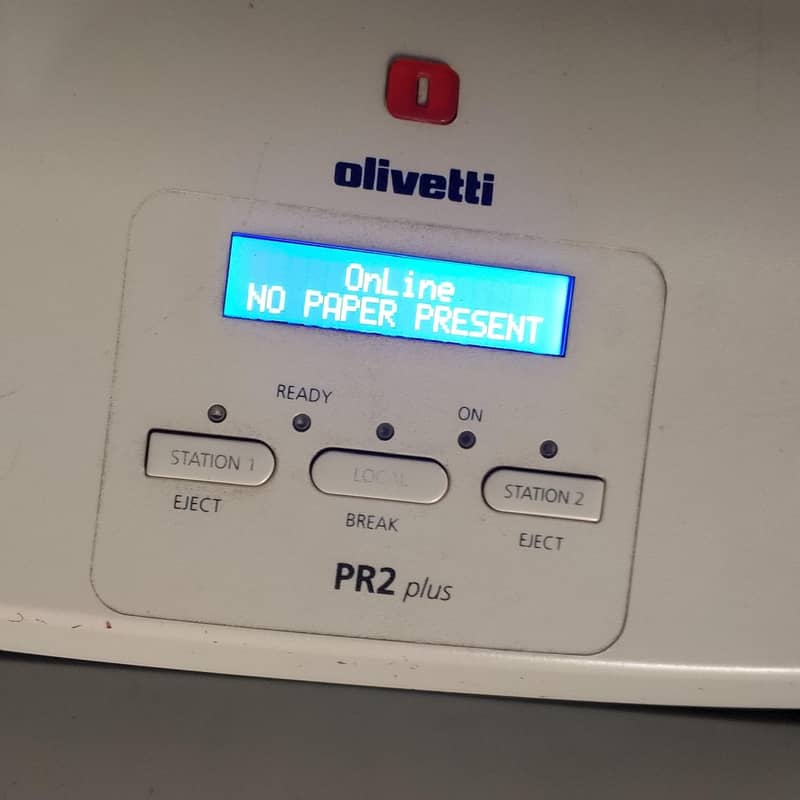 olivetti
OnLine
NO PAPER PRESENT
READY
ON
STATION 1
LOCAL
STATION 2
EJECT
BREAK
EJECT
PR2 plus